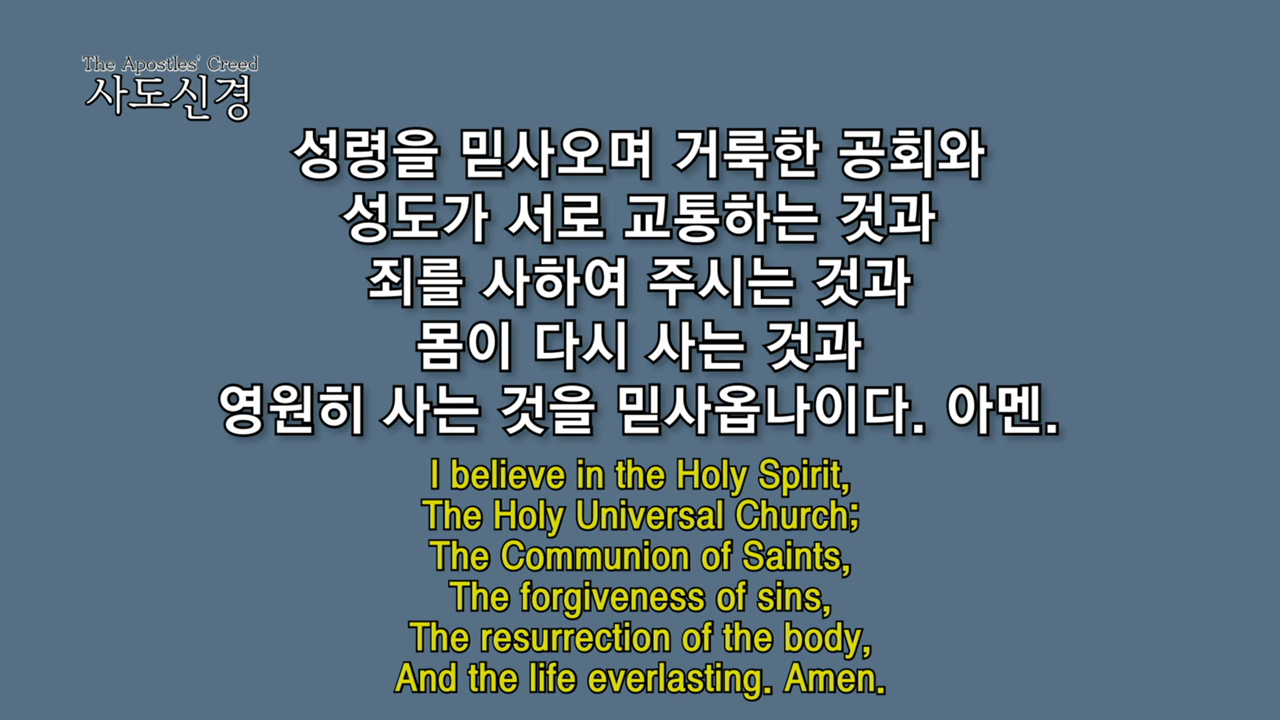 The Apostles' Creed
사도신경
성령을 믿사오며 거룩한 공회와
성도가 서로 교통하는 것과
죄를 사하여 주시는 것과
몸이 다시 사는 것과
영원히 사는 것을 믿사옵나이다. 아멘.
I believe in the Holy Spirit,
The Holy Universal Church;
The Communion of Saints,
The forgiveness of sins,
The resurrection of the body,
And the life everlasting. Amen.